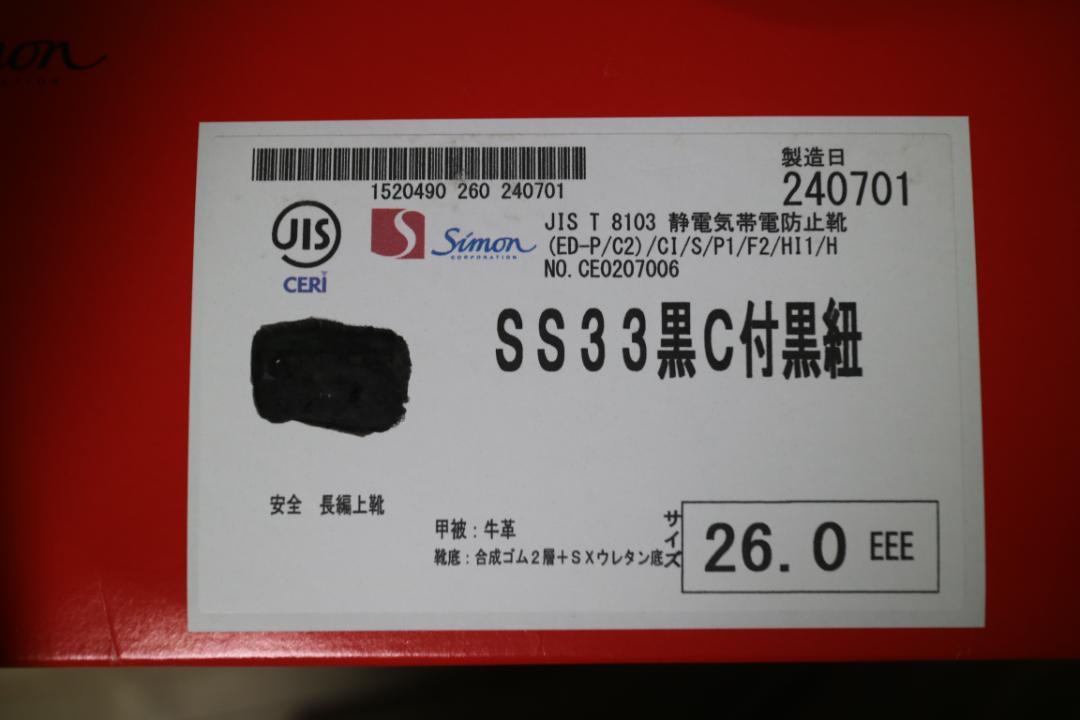 製造日
240701
1520490 260 240701
JIS
CERI
Simon
CORPORATION
JIS T 8103 静電気帯電防止靴
(ED-P/C2)/CI/S/P1/F2/HI1/H
NO.CE0207006
SS33黒C付黒紐
安全 長編上靴
甲被:牛革
靴底:合成ゴム2層+SXウレタン底
サイズ
26.0 EEE